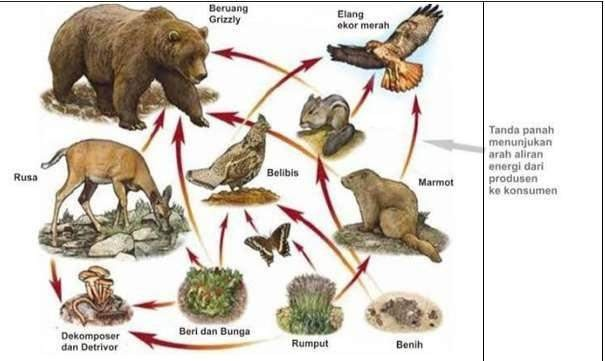 Beruang
Grizzly
Elang
ekor merah
Tanda panah
menunjukan
arah aliran
energi dari
produsen
ke konsumen
Rusa
Belibis
Marmot
Dekomposer
dan Detrivor
Beri dan Bunga
Rumput
Benih